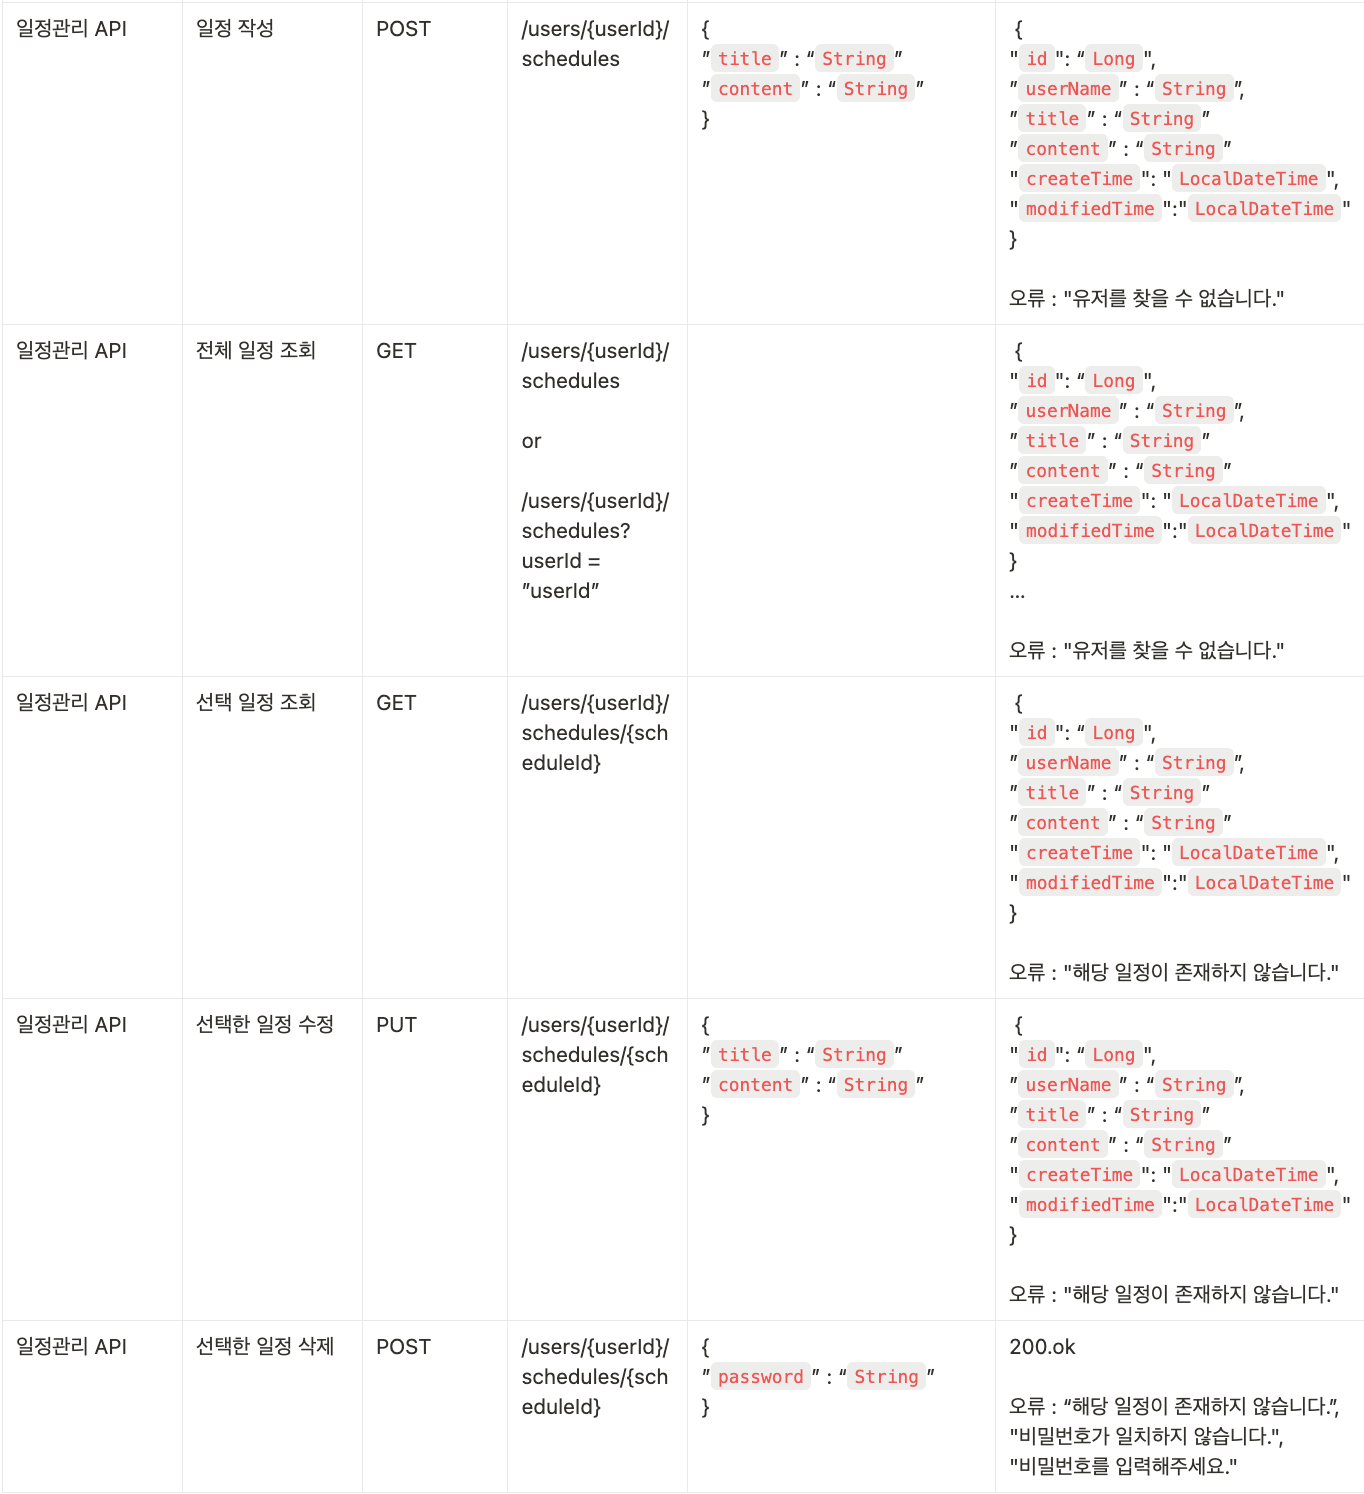 일정관리 API
일정 작성
POST
/users/{userId}/
schedules
{
”title” : “String”
”content” : “String”
}
{
"id": “Long",
”userName” : “String”,
”title” : “String”
”content” : “String”
"createTime": "LocalDateTime",
"modifiedTime":"LocalDateTime"
}
오류 : "유저를 찾을 수 없습니다."
일정관리 API
전체 일정 조회
GET
/users/{userId}/
schedules
or
/users/{userId}/
schedules?
userId =
”userId”
{
"id": “Long",
”userName” : “String”,
”title” : “String”
”content” : “String”
"createTime": "LocalDateTime",
"modifiedTime":"LocalDateTime"
}
...
오류 : "유저를 찾을 수 없습니다."
일정관리 API
선택 일정 조회
GET
/users/{userId}/
schedules/{sch
eduleId}
{
"id": “Long",
”userName” : “String”,
”title” : “String”
”content” : “String”
"createTime": "LocalDateTime",
"modifiedTime":"LocalDateTime"
}
오류 : "해당 일정이 존재하지 않습니다."
일정관리 API
선택한 일정 수정
PUT
/users/{userId}/
schedules/{sch
eduleId}
{
”title” : “String”
”content” : “String”
}
{
"id": “Long",
”userName” : “String”,
”title” : “String”
”content” : “String”
"createTime": "LocalDateTime",
"modifiedTime":"LocalDateTime"
}
오류 : "해당 일정이 존재하지 않습니다."
일정관리 API
선택한 일정 삭제
POST
/users/{userId}/
schedules/{sch
eduleId}
{
”password” : “String”
}
200.ok
오류 : “해당 일정이 존재하지 않습니다.”,
"비밀번호가 일치하지 않습니다.",
"비밀번호를 입력해주세요."